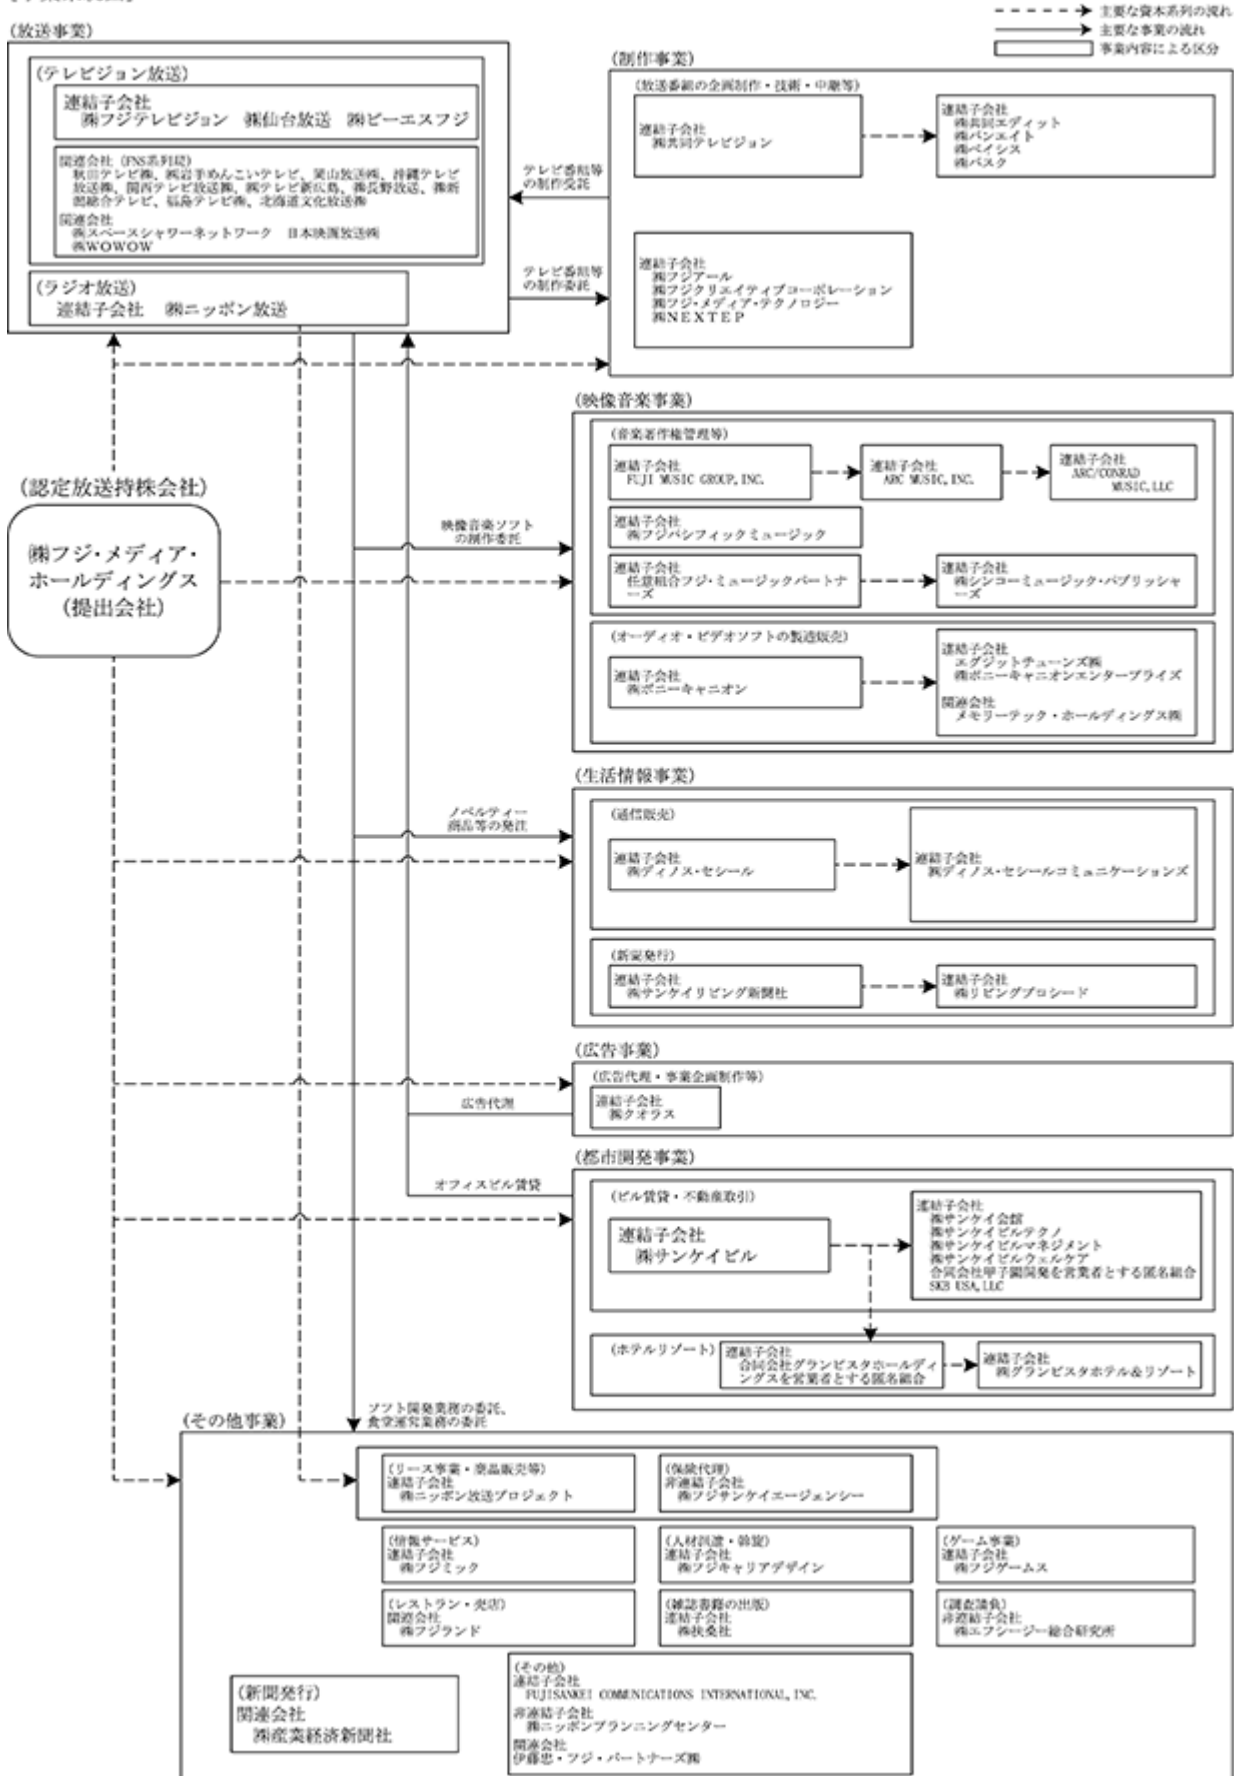 主要な資本系列の流れ
主要な事業の流れ
事業内容による区分
(放送事業)
(テレビジョン放送)
連結子会社
㈱フジテレビジョン　㈱仙台放送　㈱ビーエスフジ
関連会社 (FNS系列局)
秋田テレビ㈱、㈱岩手めんこいテレビ、岡山放送㈱、沖縄テレビ
放送㈱、関西テレビ放送㈱、㈱テレビ新広島、㈱長野放送、㈱新
潟総合テレビ、福島テレビ㈱、北海道文化放送㈱
関連会社
㈱スペースシャワーネットワーク　日本映画放送㈱
㈱WOWOW
(ラジオ放送)
連結子会社　㈱ニッポン放送
テレビ番組等
の制作受託
テレビ番組等
の制作委託
(制作事業)
(放送番組の企画制作・技術・中継等)
連結子会社
㈱共同テレビジョン
連結子会社
㈱共同エディット
㈱バンエイト
㈱ベイシス
㈱バスク
連結子会社
㈱フジアール
㈱フジクリエイティブコーポレーション
㈱フジ・メディア・テクノロジー
㈱NEXTEP
(認定放送持株会社)
㈱フジ・メディア・
ホールディングス
(提出会社)
映像音楽ソフト
の制作委託
(映像音楽事業)
(音楽著作権管理等)
連結子会社
FUJI MUSIC GROUP, INC.
連結子会社
ARC MUSIC, INC.
連結子会社
ARC/CONRAD
MUSIC, LLC
連結子会社
㈱フジパシフィックミュージック
連結子会社
任意組合フジ・ミュージックパートナ
ーズ
連結子会社
㈱シンコーミュージック・パブリッシャ
ーズ
(オーディオ・ビデオソフトの製造販売)
連結子会社
㈱ポニーキャニオン
連結子会社
エグジットチューンズ㈱
㈱ポニーキャニオンエンタープライズ
関連会社
メモリーテック・ホールディングス㈱
ノベルティー
商品等の発注
(生活情報事業)
(通信販売)
連結子会社
㈱ディノス・セシール
連結子会社
㈱ディノス・セシールコミュニケーションズ
(新聞発行)
連結子会社
㈱サンケイリビング新聞社
連結子会社
㈱リビングプロシード
(広告事業)
(広告代理・事業企画制作等)
連結子会社
㈱クオラス
広告代理
(都市開発事業)
オフィスビル賃貸
(ビル賃貸・不動産取引)
連結子会社
㈱サンケイビル
連結子会社
㈱サンケイ会館
㈱サンケイビルテクノ
㈱サンケイビルマネジメント
㈱サンケイビルウェルケア
合同会社甲子園開発を営業者とする匿名組合
SKB USA, LLC
(ホテルリゾート)
連結子会社
合同会社グランビスタホールディ
ングスを営業者とする匿名組合
連結子会社
㈱グランビスタホテル&リゾート
ソフト開発業務の委託、
食堂運営業務の委託
(その他事業)
(リース事業・商品販売等)
連結子会社
㈱ニッポン放送プロジェクト
(保険代理)
非連結子会社
㈱フジサンケイエージェンシー
(情報サービス)
連結子会社
㈱フジミック
(人材派遣・斡旋)
連結子会社
㈱フジキャリアデザイン
(ゲーム事業)
連結子会社
㈱フジゲームス
(レストラン・売店)
関連会社
㈱フジランド
(雑誌書籍の出版)
連結子会社
㈱扶桑社
(調査請負)
非連結子会社
㈱エフシージー総合研究所
(新聞発行)
関連会社
㈱産業経済新聞社
(その他)
連結子会社
FUJISANKEI COMMUNICATIONS INTERNATIONAL, INC.
非連結子会社
㈱ニッポンプランニングセンター
関連会社
伊藤忠・フジ・パートナーズ㈱